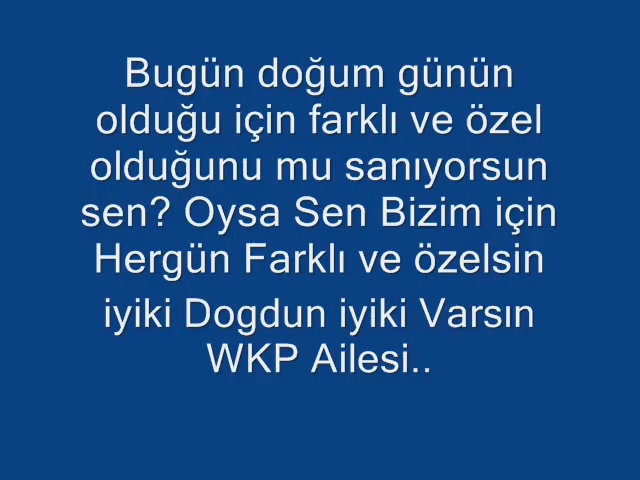 Bugün doğum günün
olduğu için farklı ve özel
olduğunu mu sanıyorsun
sen? Oysa Sen Bizim için
Hergün Farklı ve özelsin
iyiki Dogdun iyiki Varsın
WKP Ailesi..